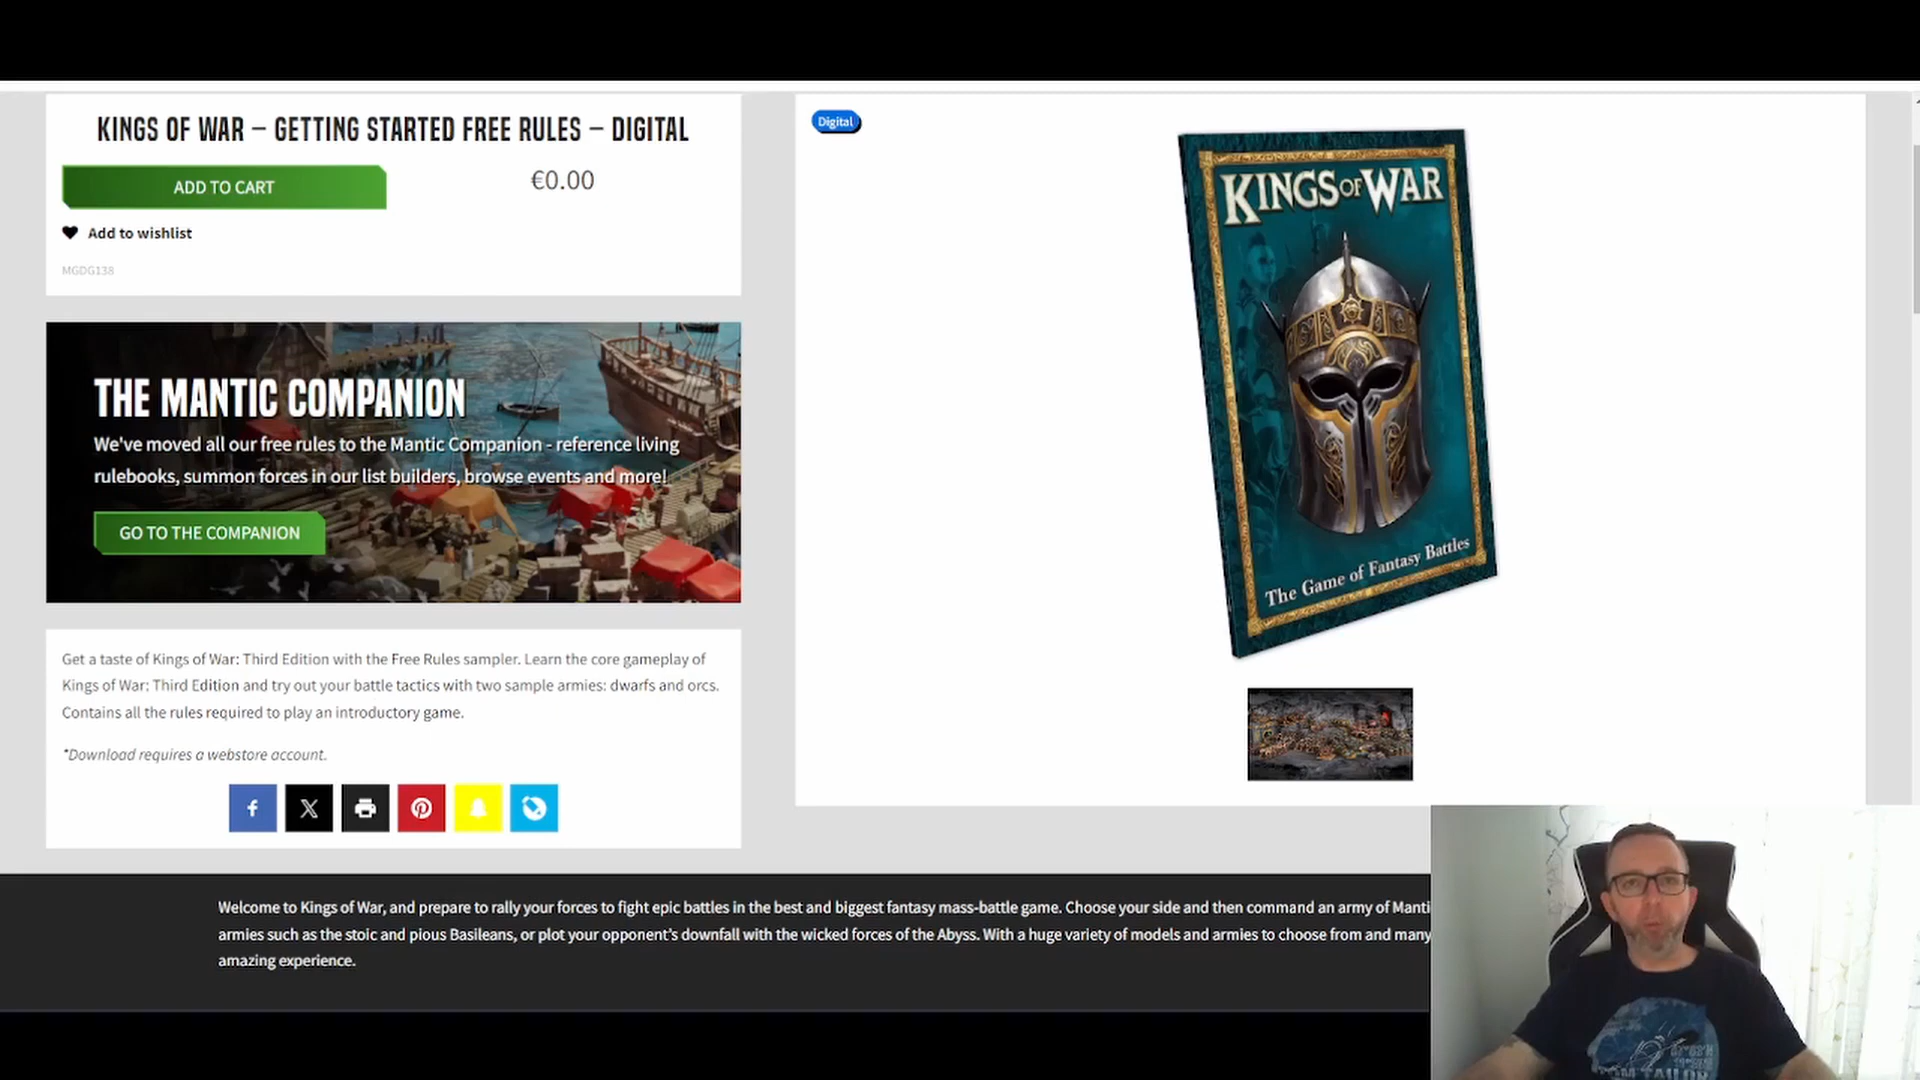 KINGS OF WAR – GETTING STARTED FREE RULES – DIGITAL
ADD TO CART
€0.00
Add to wishlist
MGDG138
THE MANTIC COMPANION
We've moved all our free rules to the Mantic Companion - reference living
rulebooks, summon forces in our list builders, browse events and more!
GO TO THE COMPANION
Get a taste of Kings of War: Third Edition with the Free Rules sampler. Learn the core gameplay of
Kings of War: Third Edition and try out your battle tactics with two sample armies: dwarfs and orcs.
Contains all the rules required to play an introductory game.
*Download requires a webstore account.
Digital
KINGS OF WAR
The Game of Fantasy Battles
Welcome to Kings of War, and prepare to rally your forces to fight epic battles in the best and biggest fantasy mass-battle game. Choose your side and then command an army of Manti
armies such as the stoic and pious Basileans, or plot your opponent's downfall with the wicked forces of the Abyss. With a huge variety of models and armies to choose from and many
amazing experience.
TOM TAILOR